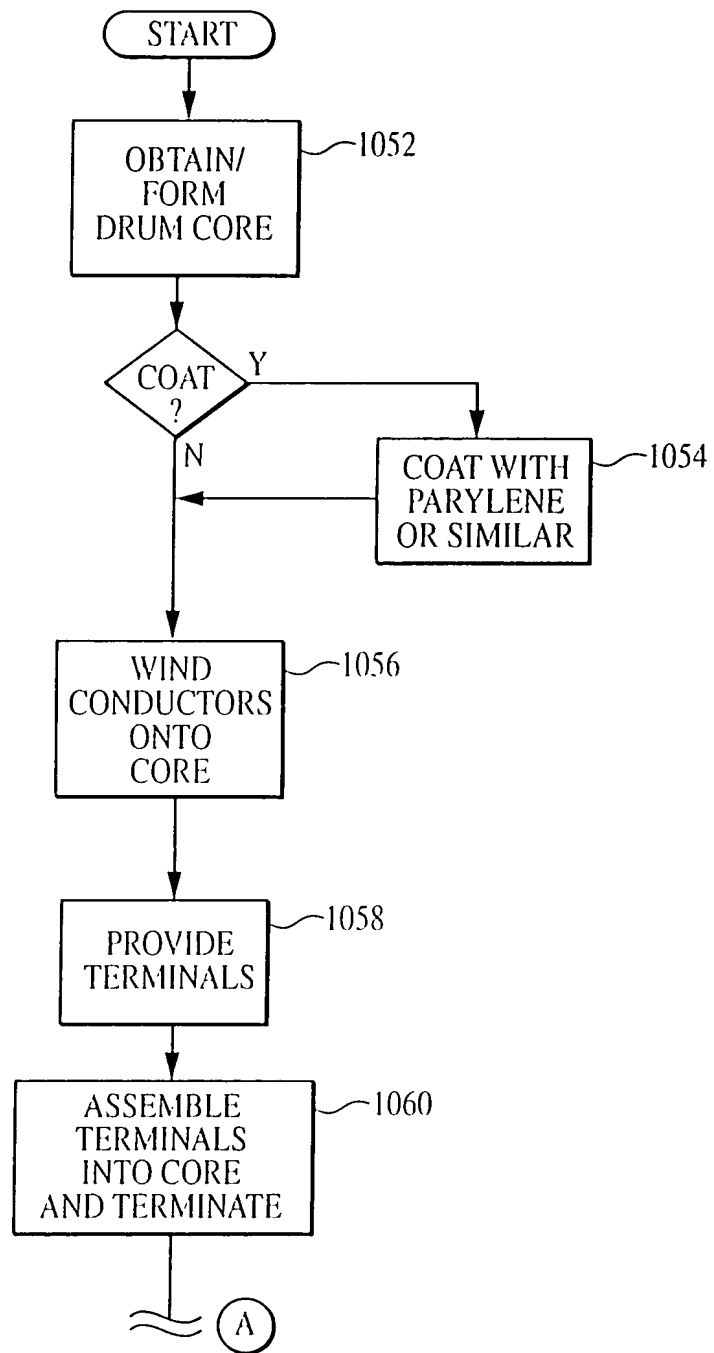 START
1052
OBTAIN/
FORM
DRUM CORE
COAT
?
Y
N
1054
COAT WITH
PARYLENE
OR SIMILAR
1056
WIND
CONDUCTORS
ONTO
CORE
1058
PROVIDE
TERMINALS
1060
ASSEMBLE
TERMINALS
INTO CORE
AND TERMINATE
A